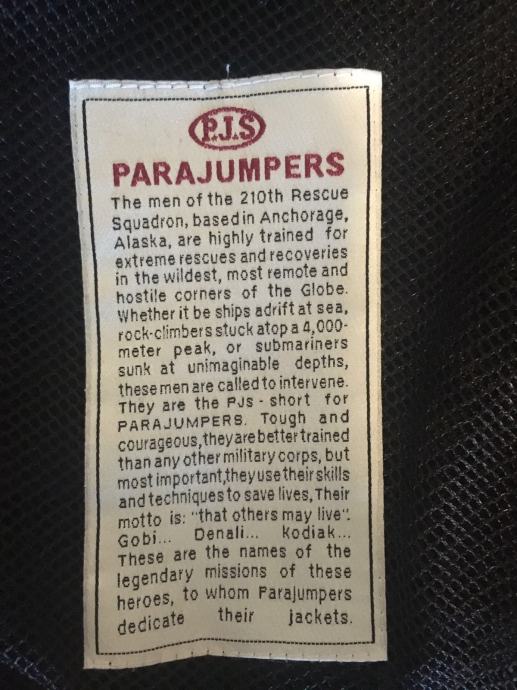 P.J.S
PARAJUMPERS
The men of the 210th Rescue
Squadron, based in Anchorage,
Alaska, are highly trained for
extreme rescues and recoveries
in the wildest, most remote and
hostile corners of the Globe.
Whether it be ships adrift at sea,
rock-climbers stuck atop a 4,000-
meter peak, or submariners
sunk at unimaginable depths,
these men are called to intervene.
They are the PJs - short for
PARAJUMPERS. Tough and
courageous, they are better trained
than any other military corps, but
most important, they use their skills
and techniques to save lives, Their
motto is: "that others may live".
Gobi... Denali... Kodiak...
These are the names of the
legendary missions of these
heroes, to whom Parajumpers
dedicate their jackets.